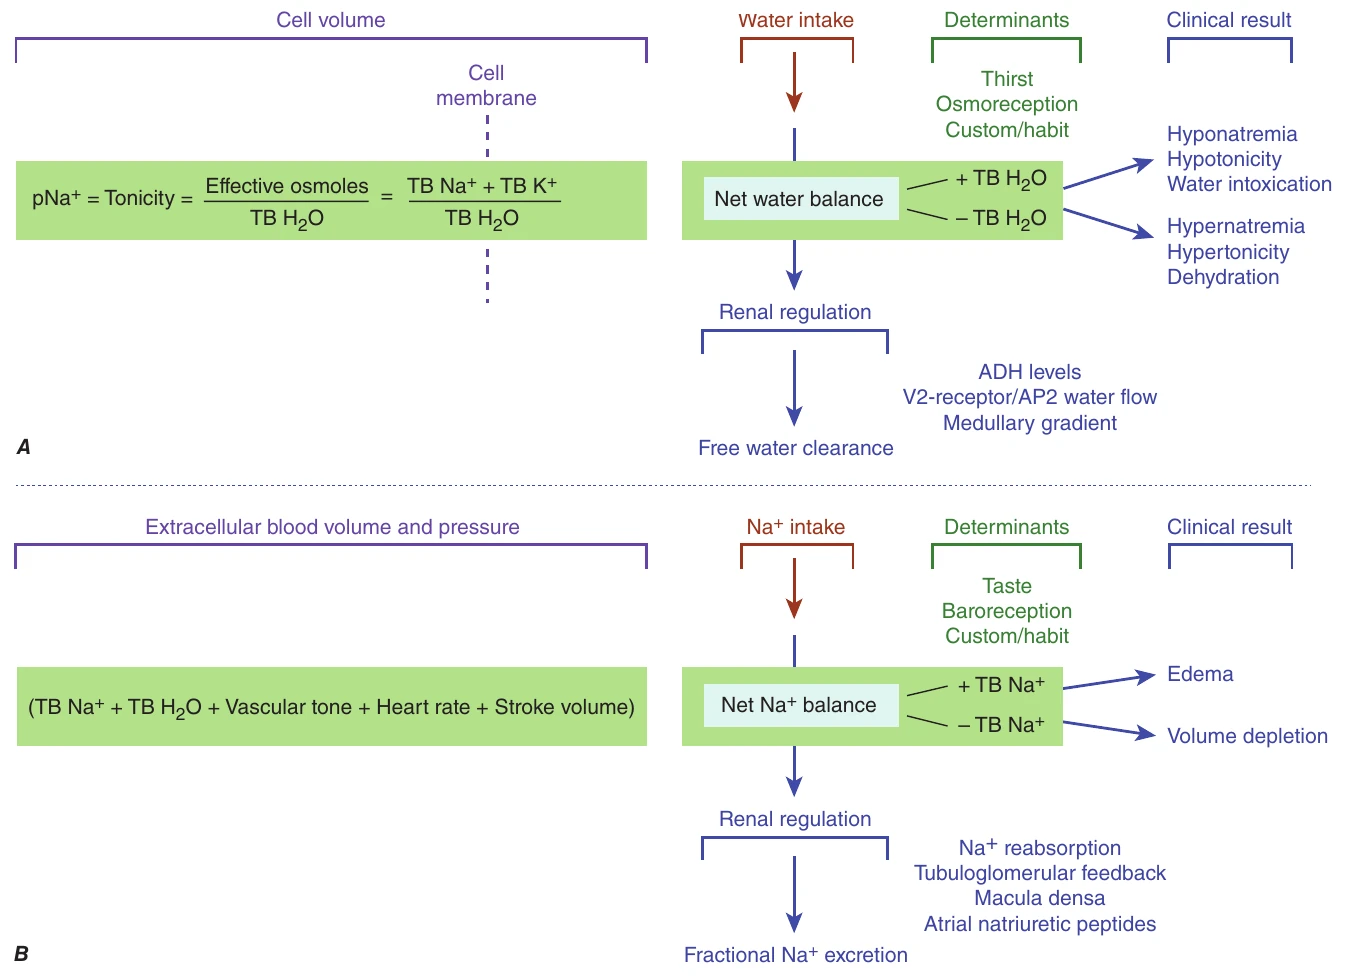 Cell volume
Water intake
Determinants
Clinical result
Cell
membrane
Thirst
Osmoreception
Custom/habit
pNa⁺ = Tonicity = Effective osmoles / TB H₂O = TB Na⁺ + TB K⁺ / TB H₂O
Net water balance
+ TB H₂O
– TB H₂O
Hyponatremia
Hypotonicity
Water intoxication
Hypernatremia
Hypertonicity
Dehydration
Renal regulation
ADH levels
V2-receptor/AP2 water flow
Medullary gradient
Free water clearance
A
Extracellular blood volume and pressure
Na⁺ intake
Determinants
Clinical result
Taste
Baroreception
Custom/habit
(TB Na⁺ + TB H₂O + Vascular tone + Heart rate + Stroke volume)
Net Na⁺ balance
+ TB Na⁺
– TB Na⁺
Edema
Volume depletion
Renal regulation
Na⁺ reabsorption
Tubuloglomerular feedback
Macula densa
Atrial natriuretic peptides
Fractional Na⁺ excretion
B